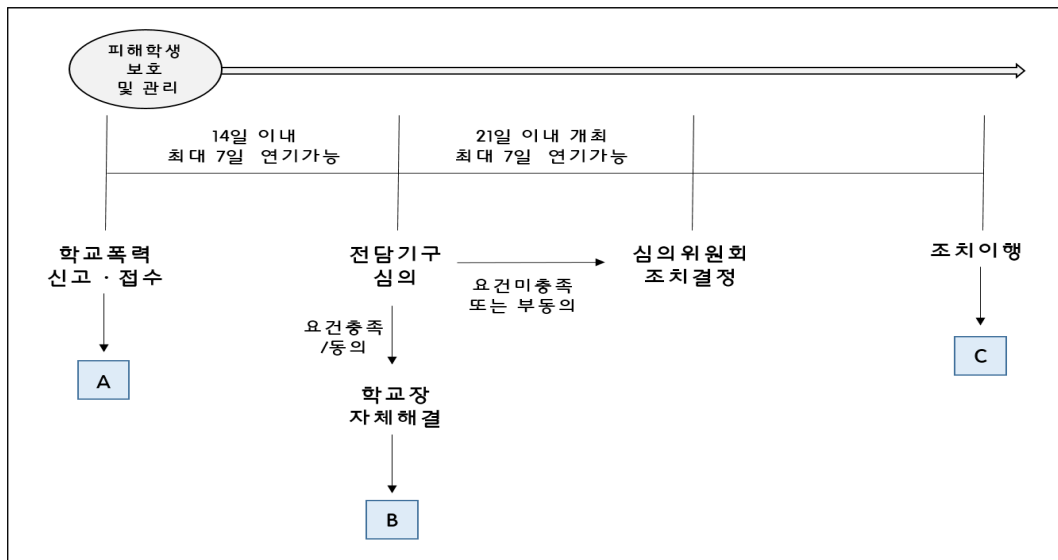 피해학생
보호
및 관리
14일 이내
최대 7일 연기가능
21일 이내 개최
최대 7일 연기가능
학교폭력
신고 · 접수
전담기구
심의
요건미충족
또는 부동의
심의위원회
조치결정
조치이행
요건충족
/동의
A
C
학교장
자체해결
B